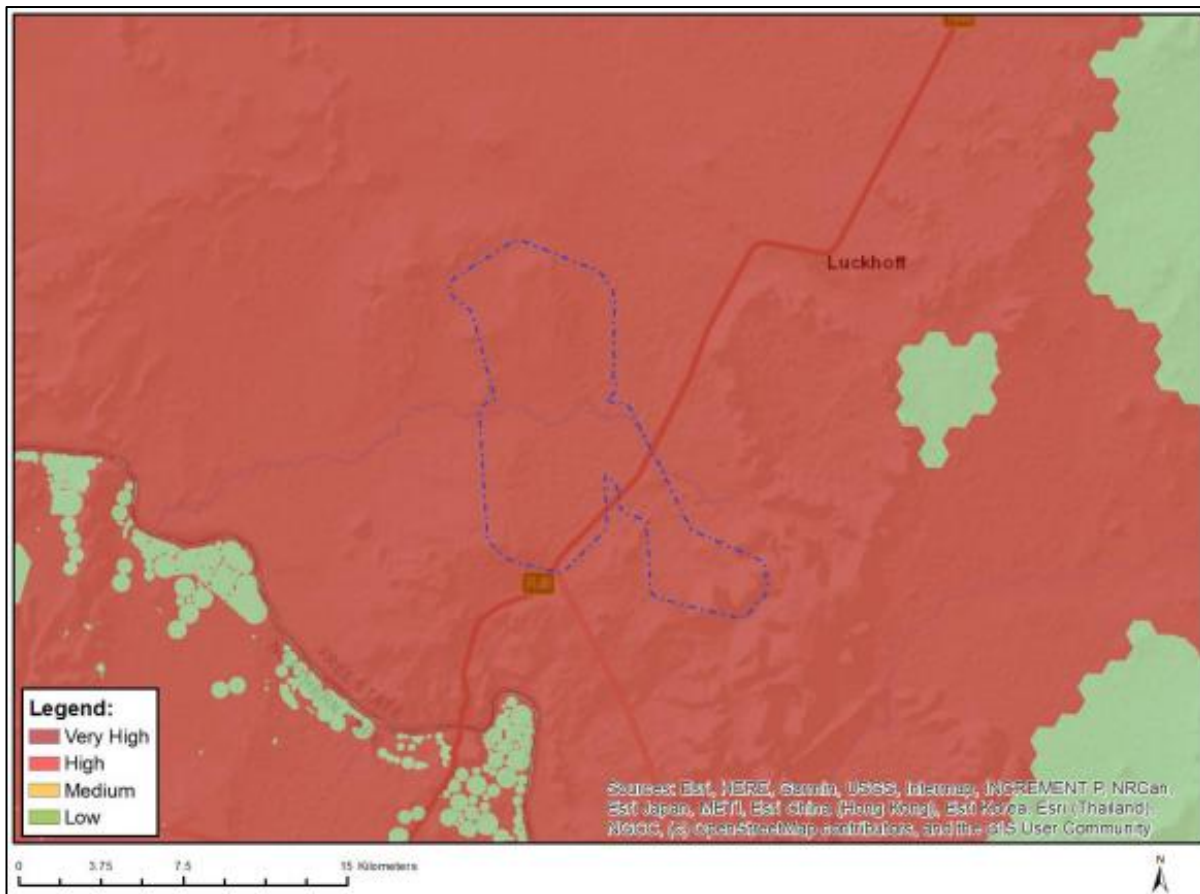 Luckhoff
Legend:
Very High
High
Medium
Low
Sources: Esri, HERE, Garmin, USGS, Intermap, INCREMENT P, NRCan,
Esri Japan, METI, Esri China (Hong Kong), Esri Korea, Esri (Thailand),
NGCC, (c) OpenStreetMap contributors, and the GIS User Community
0 3.75 7.5 15 Kilometers
N